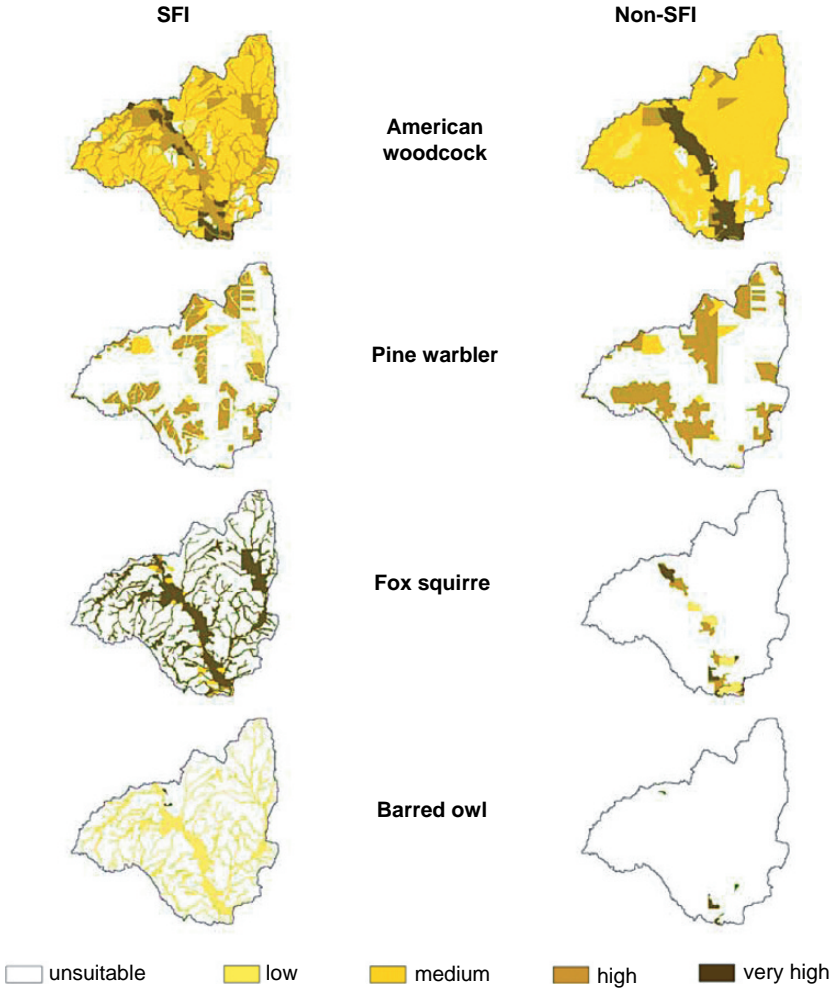 SFI
Non-SFI
American
woodcock
Pine warbler
Fox squirre
Barred owl
unsuitable
low
medium
high
very high